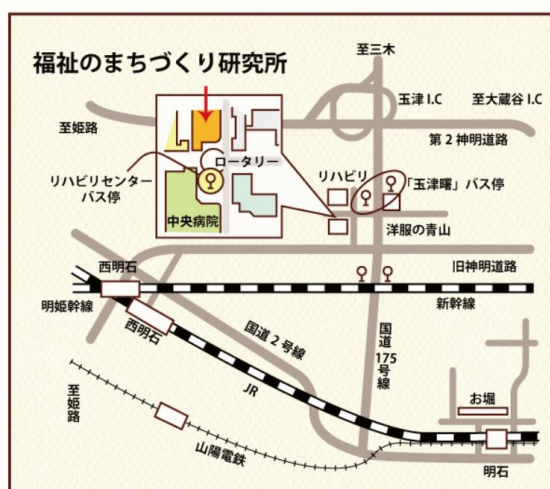 福祉のまちづくり研究所
至三木
玉津 I.C
至大蔵谷 I.C
至姫路
第2神明道路
ロータリー
リハビリセンター
バス停
リハビリ
「玉津曙」バス停
中央病院
洋服の青山
西明石
旧神明道路
明姫幹線
新幹線
西明石
国道2号線
国道175号線
至姫路
JR
お堀
山陽電鉄
明石